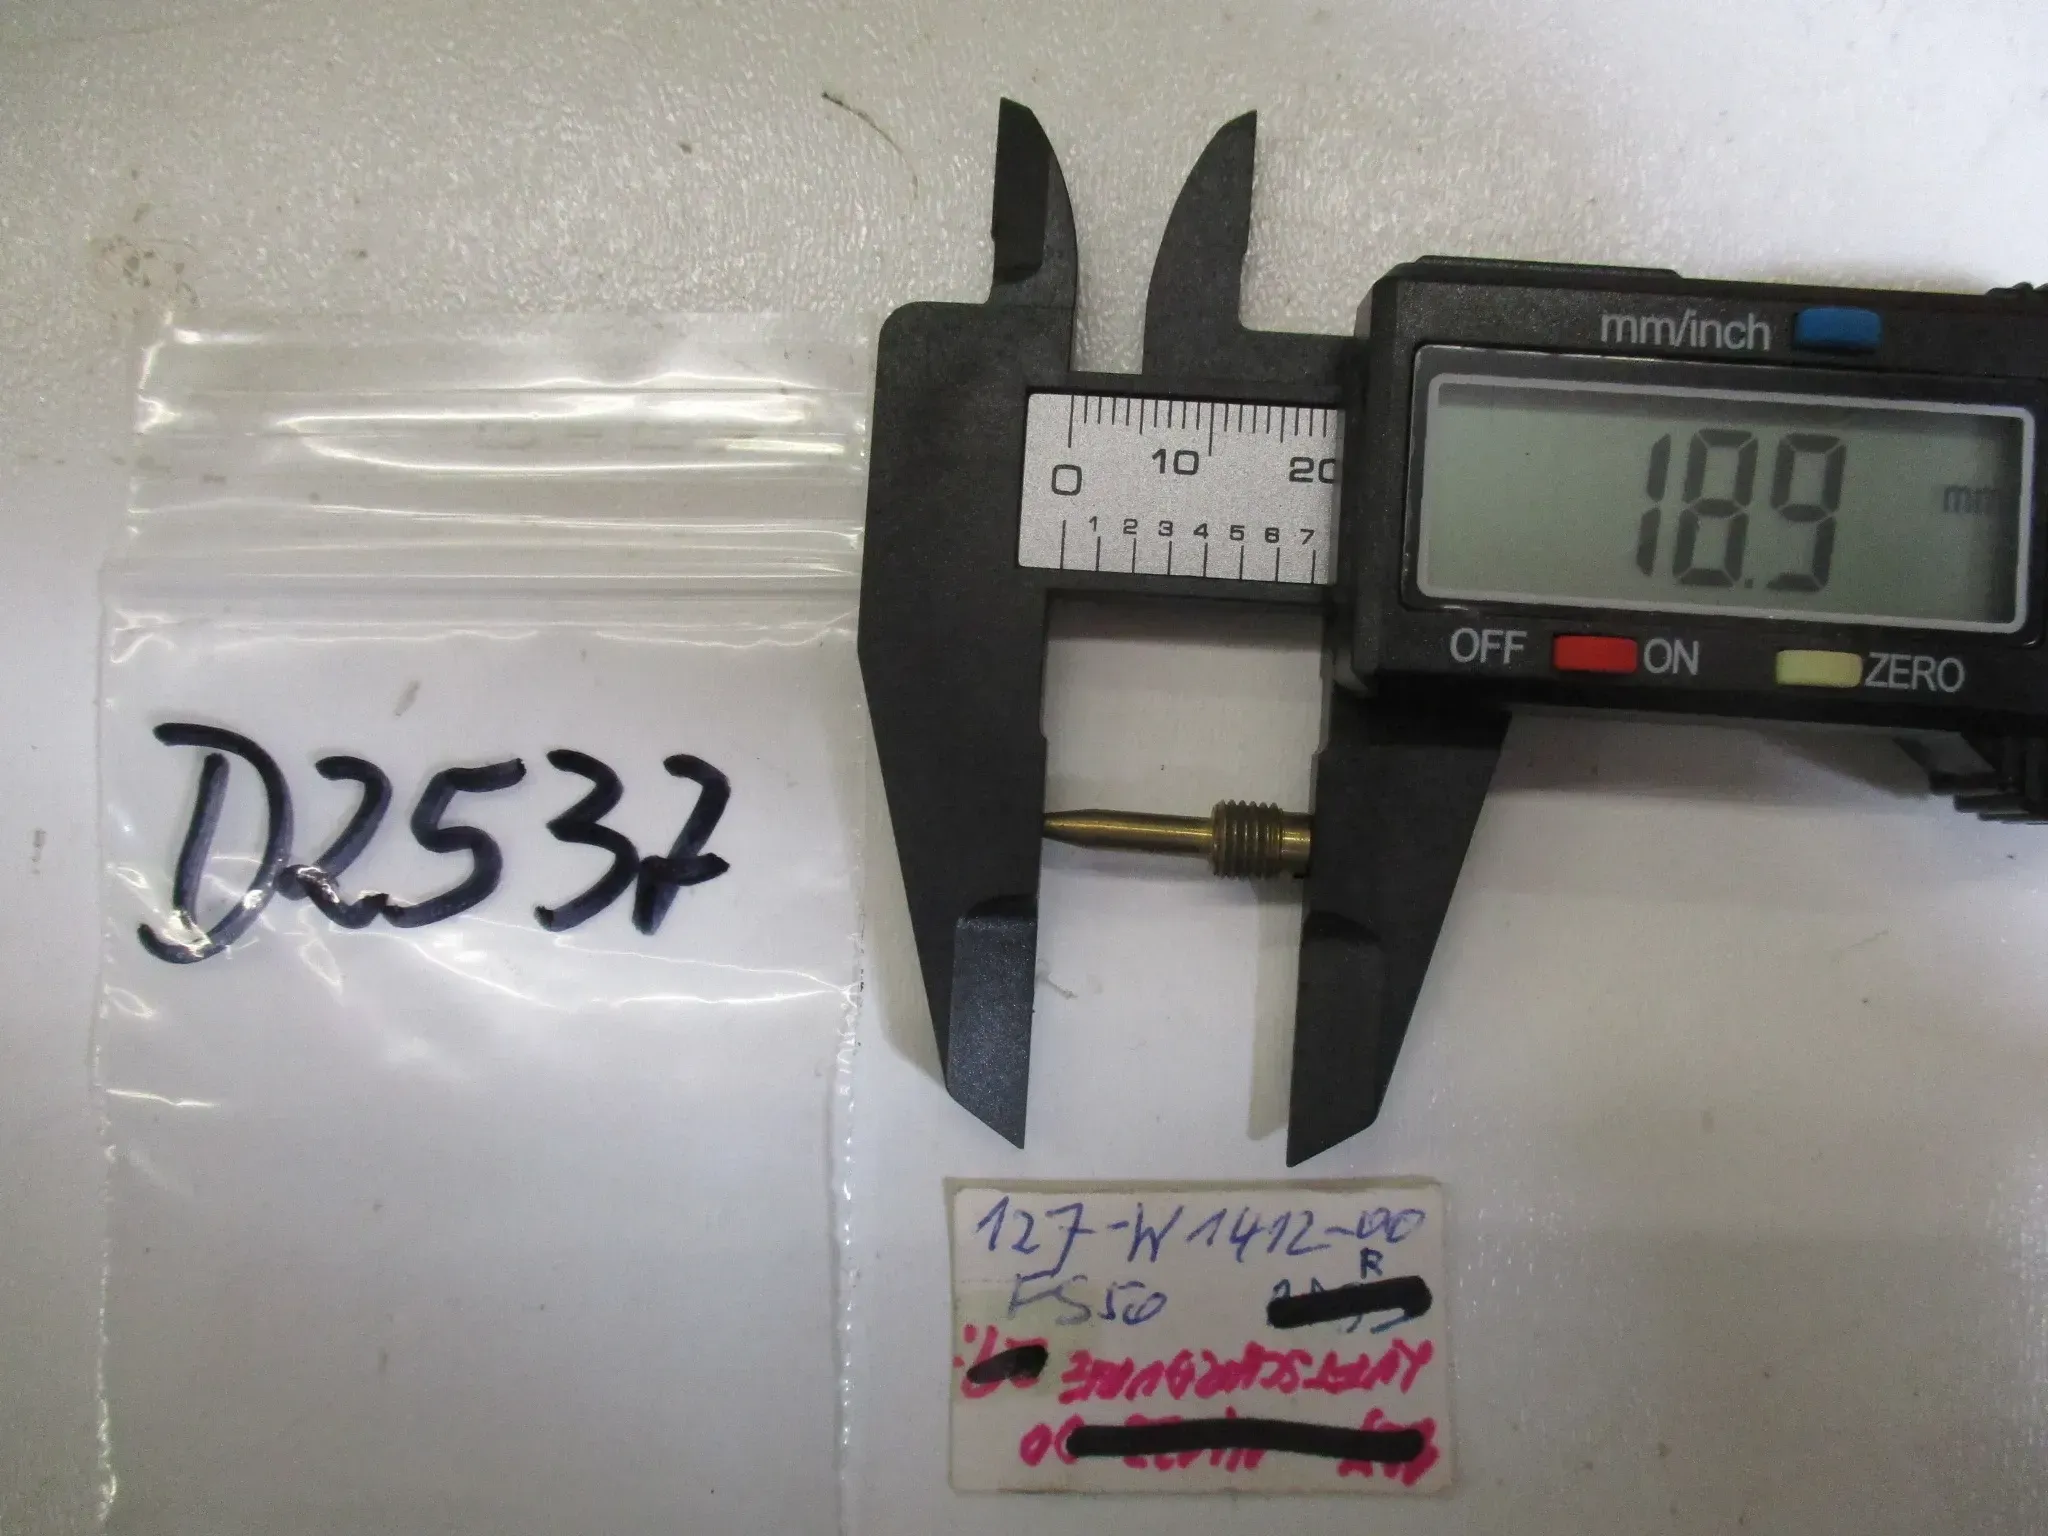 mm/inch
18.9 mm
0 10 20
1 2 3 4 5 6 7
OFF ON ZERO
D2537
127-W1412-00
R
FS50
LUFTSCHRAUBE